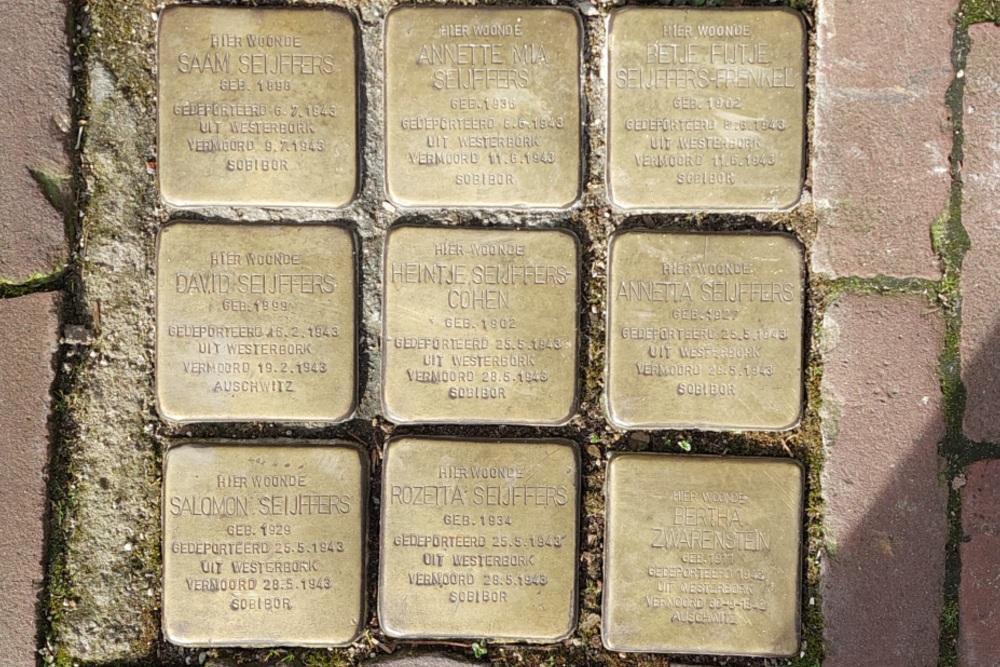 HIER WOONDE
SAAM SEIJFFERS
GEB. 1898
GEDEPORTEERD 6.7.1943
UIT WESTERBORK
VERMOORD 9.7.1943
SOBIBOR
HIER WOONDE
ANNETTE MIA
SEIJFFERS
GEB. 1936
GEDEPORTEERD 8.6.1943
UIT WESTERBORK
VERMOORD 11.6.1943
SOBIBOR
HIER WOONDE
BETJE FIJTJE
SEIJFFERS-FRENKEL
GEB. 1902
GEDEPORTEERD 8.6.1943
UIT WESTERBORK
VERMOORD 11.6.1943
SOBIBOR
HIER WOONDE
DAVID SEIJFFERS
GEB. 1899
GEDEPORTEERD 16.2.1943
UIT WESTERBORK
VERMOORD 19.2.1943
AUSCHWITZ
HIER WOONDE
HEINTJE SEIJFFERS-
COHEN
GEB. 1902
GEDEPORTEERD 25.5.1943
UIT WESTERBORK
VERMOORD 28.5.1943
SOBIBOR
HIER WOONDE
ANNETTA SEIJFFERS
GEB. 1927
GEDEPORTEERD 25.5.1943
UIT WESTERBORK
VERMOORD 28.5.1943
SOBIBOR
HIER WOONDE
SALOMON SEIJFFERS
GEB. 1929
GEDEPORTEERD 25.5.1943
UIT WESTERBORK
VERMOORD 28.5.1943
SOBIBOR
HIER WOONDE
ROZETTA SEIJFFERS
GEB. 1934
GEDEPORTEERD 25.5.1943
UIT WESTERBORK
VERMOORD 28.5.1943
SOBIBOR
HIER WOONDE
BERTHA
ZWARENSTEIN
GEB.
GEDEPORTEERD 1942
UIT WESTERBORK
VERMOORD 30-9-1942
AUSCHWITZ